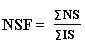 NSF = ΣNS / ΣIS